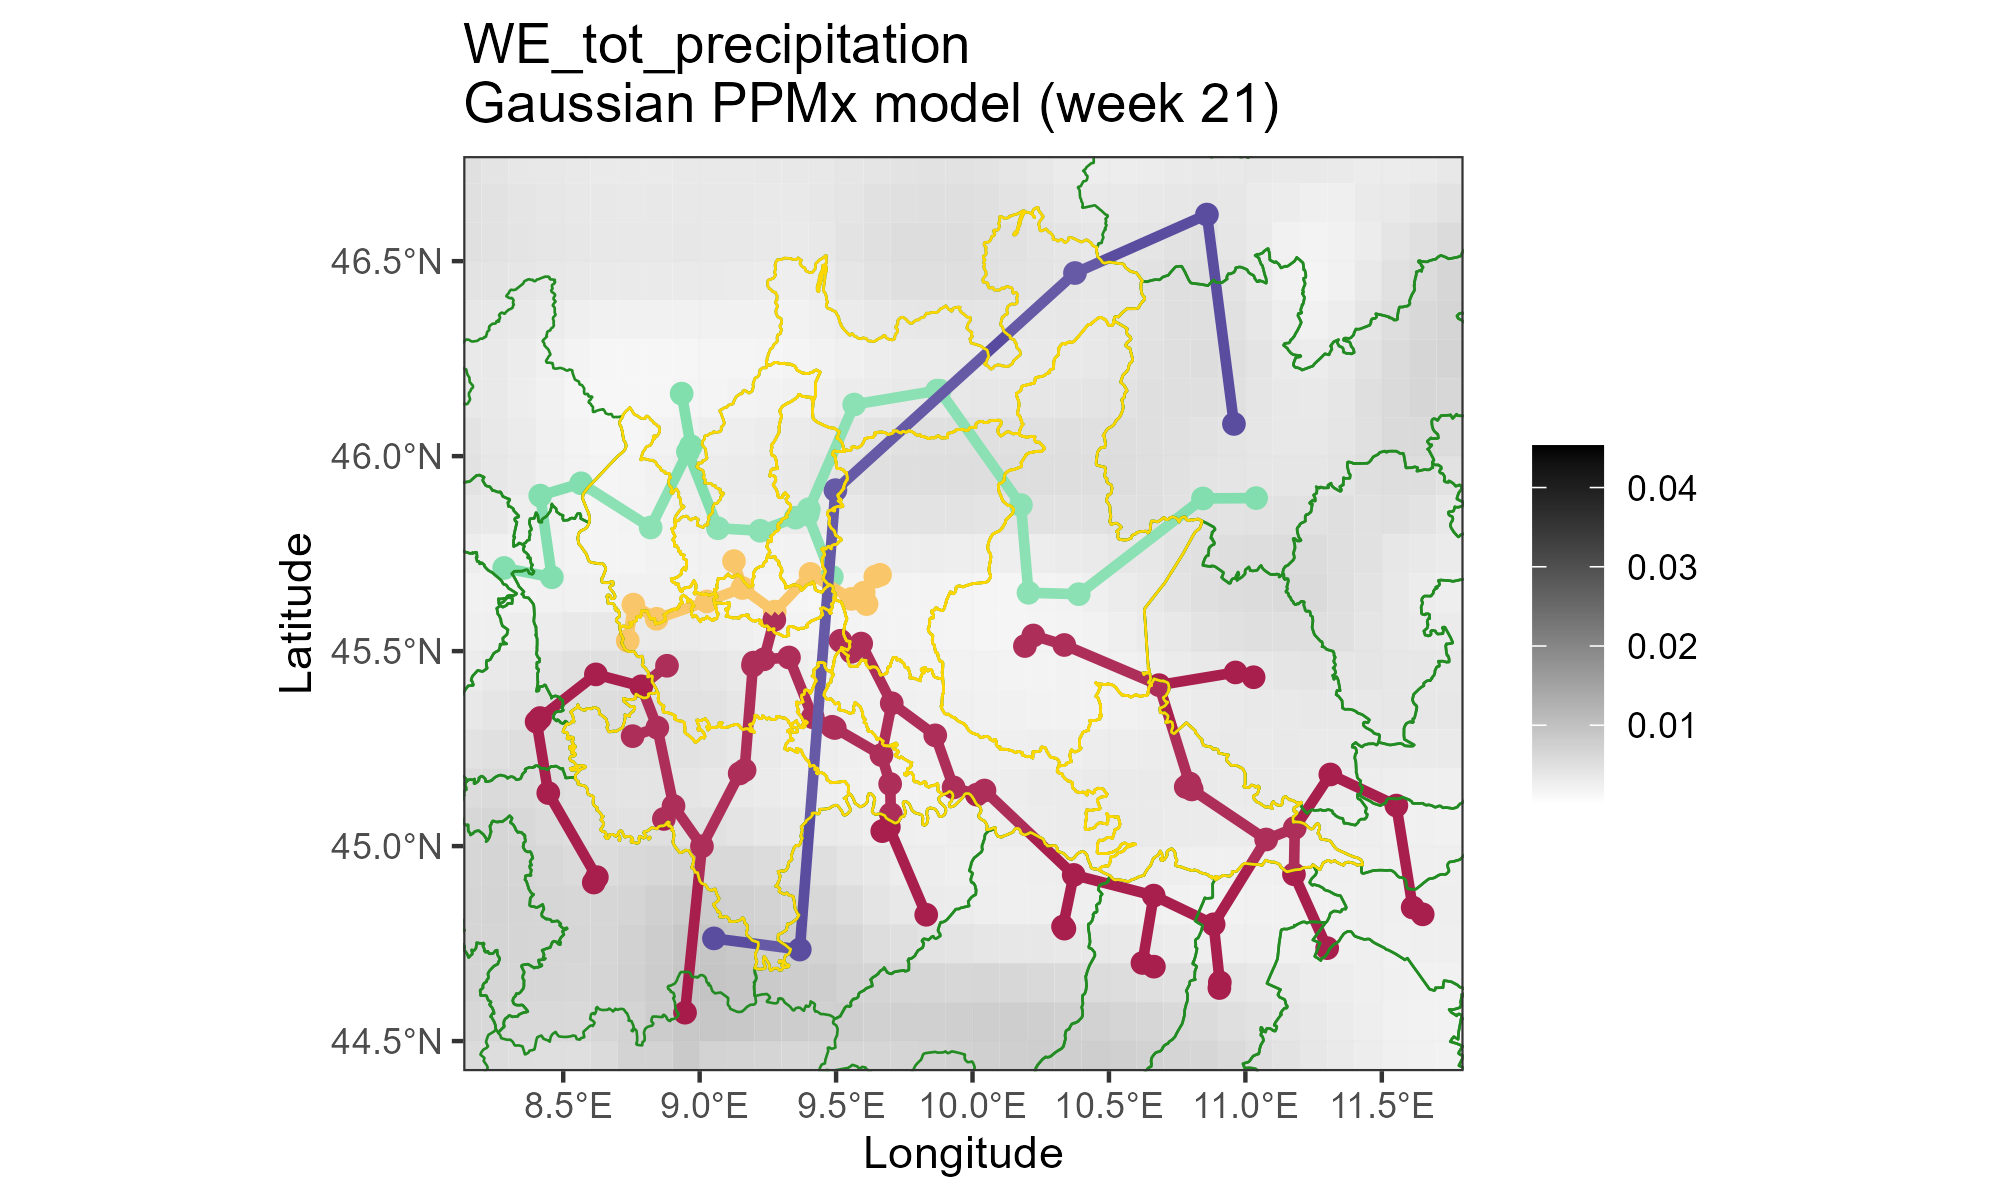 WE_tot_precipitation
Gaussian PPMx model (week 21)
46.5°N
46.0°N
45.5°N
45.0°N
44.5°N
Latitude
8.5°E 9.0°E 9.5°E 10.0°E 10.5°E 11.0°E 11.5°E
Longitude
0.04
0.03
0.02
0.01